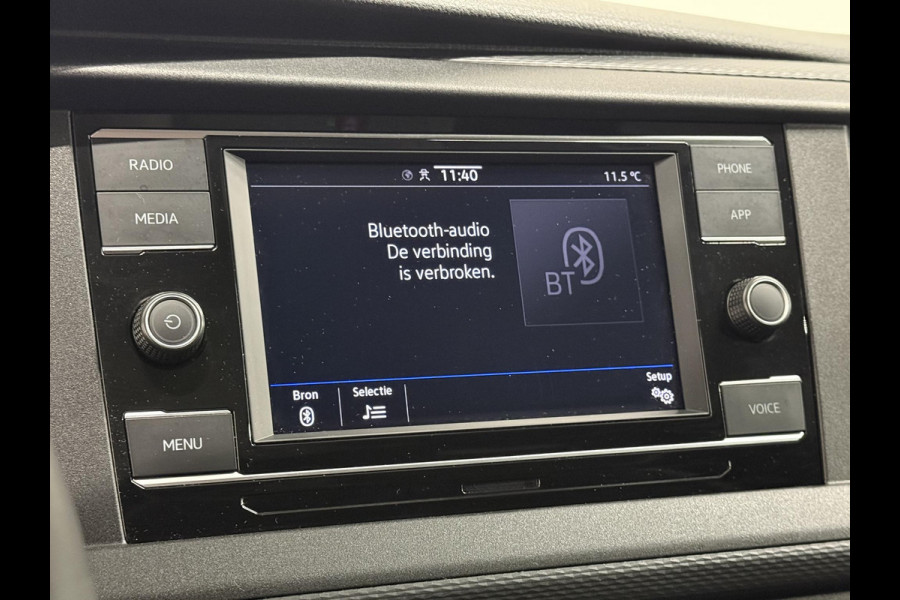 RADIO
MEDIA
MENU
11:40
11.5 °C
Bluetooth-audio
De verbinding
is verbroken.
BT
Bron
Selectie
Setup
PHONE
APP
VOICE